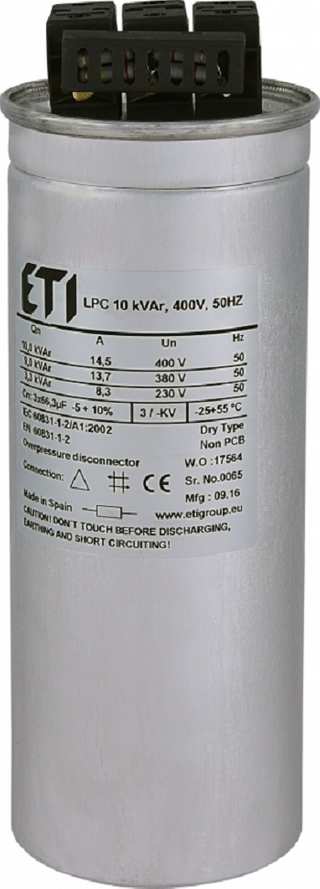 ETI LPC 10 kVAr, 400V, 50HZ
Qn A Un Hz
10,0 kVAr 14,5 400 V 50
9,0 kVAr 13,7 380 V 50
3,3 kVAr 8,3 230 V 50
Cn: 3x66,3µF -5 + 10% 3 / -KV -25+55 °C
IEC 60831-1-2/A1:2002 Dry Type
EN 60831-1-2 Non PCB
Overpressure disconnector W.O :17564
Connection: CE Sr. No.:0065
Made in Spain Mfg : 09.16
www.etigroup.eu
CAUTION! DON'T TOUCH BEFORE DISCHARGING,
EARTHING AND SHORT CIRCUITING!